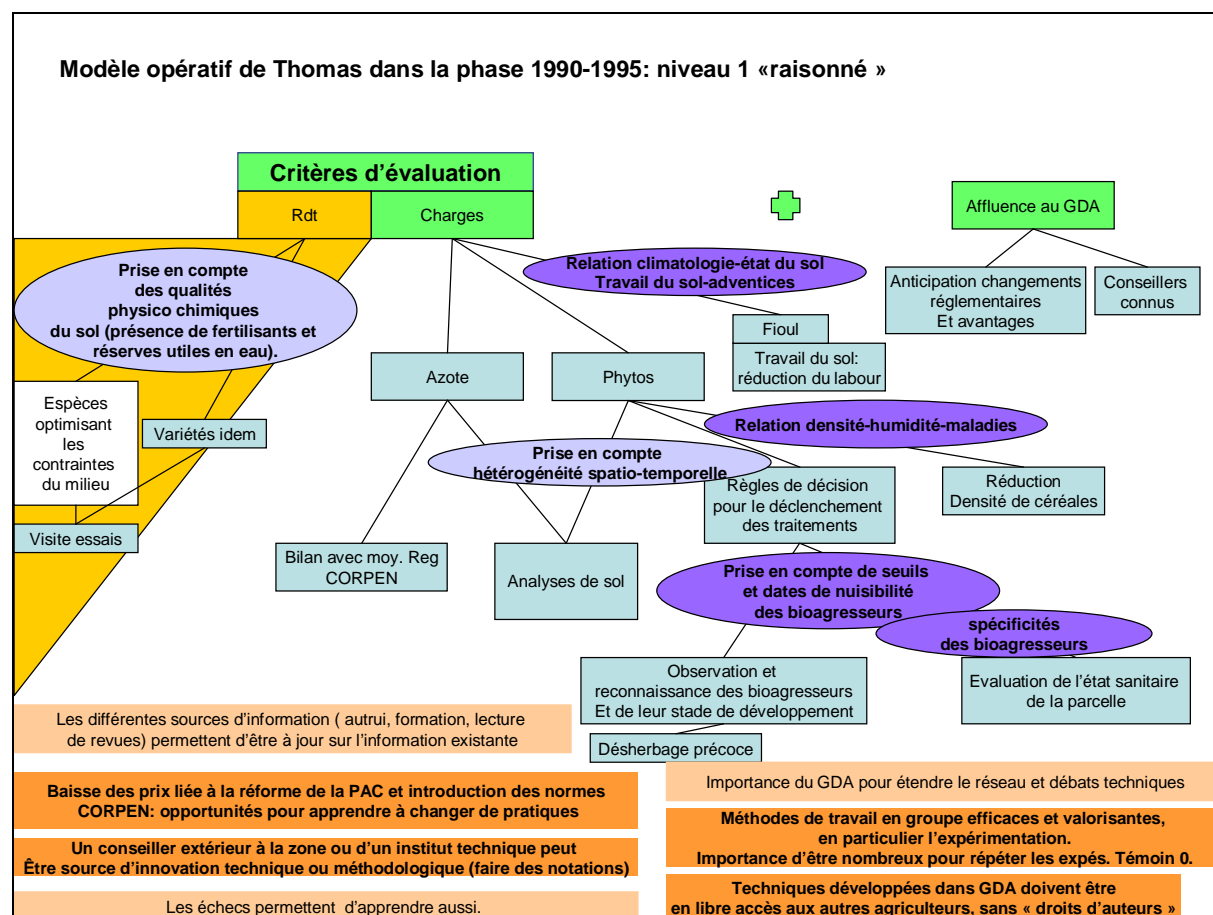 Modèle opératif de Thomas dans la phase 1990-1995: niveau 1 «raisonné »
Critères d'évaluation
Rdt
Charges
Affluence au GDA
Prise en compte
des qualités
physico chimiques
du sol (présence de fertilisants et
réserves utiles en eau).
Relation climatologie-état du sol
Travail du sol-adventices
Anticipation changements
réglementaires
Et avantages
Conseillers
connus
Fioul
Travail du sol:
réduction du labour
Azote
Phytos
Espèces
optimisant
les
contraintes
du milieu
Variétés idem
Relation densité-humidité-maladies
Prise en compte
hétérogénéité spatio-temporelle
Règles de décision
pour le déclenchement
des traitements
Réduction
Densité de céréales
Visite essais
Bilan avec moy. Reg
CORPEN
Analyses de sol
Prise en compte de seuils
et dates de nuisibilité
des bioagresseurs
spécificités
des bioagresseurs
Observation et
reconnaissance des bioagresseurs
Et de leur stade de développement
Evaluation de l'état sanitaire
de la parcelle
Désherbage précoce
Les différentes sources d'information ( autrui, formation, lecture
de revues) permettent d'être à jour sur l'information existante
Baisse des prix liée à la réforme de la PAC et introduction des normes
CORPEN: opportunités pour apprendre à changer de pratiques
Un conseiller extérieur à la zone ou d'un institut technique peut
Être source d'innovation technique ou méthodologique (faire des notations)
Les échecs permettent d'apprendre aussi.
Importance du GDA pour étendre le réseau et débats techniques
Méthodes de travail en groupe efficaces et valorisantes,
en particulier l'expérimentation.
Importance d'être nombreux pour répéter les expés. Témoin 0.
Techniques développées dans GDA doivent être
en libre accès aux autres agriculteurs, sans « droits d'auteurs »